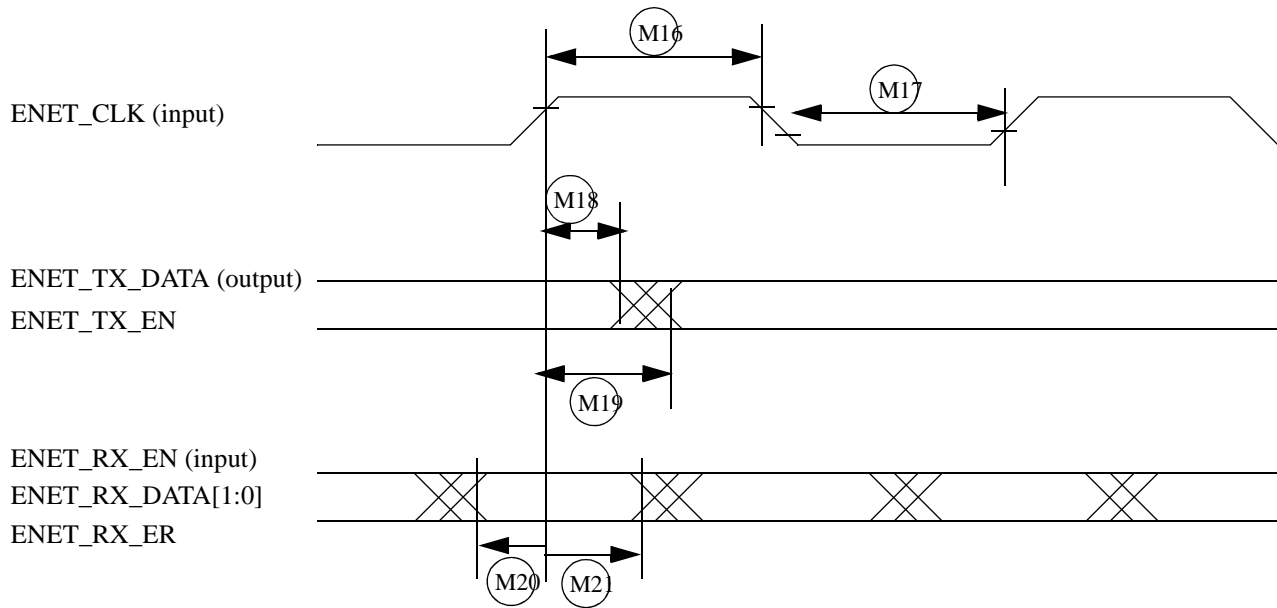 M16
M17
ENET_CLK (input)
M18
ENET_TX_DATA (output)
ENET_TX_EN
M19
ENET_RX_EN (input)
ENET_RX_DATA[1:0]
ENET_RX_ER
M20
M21